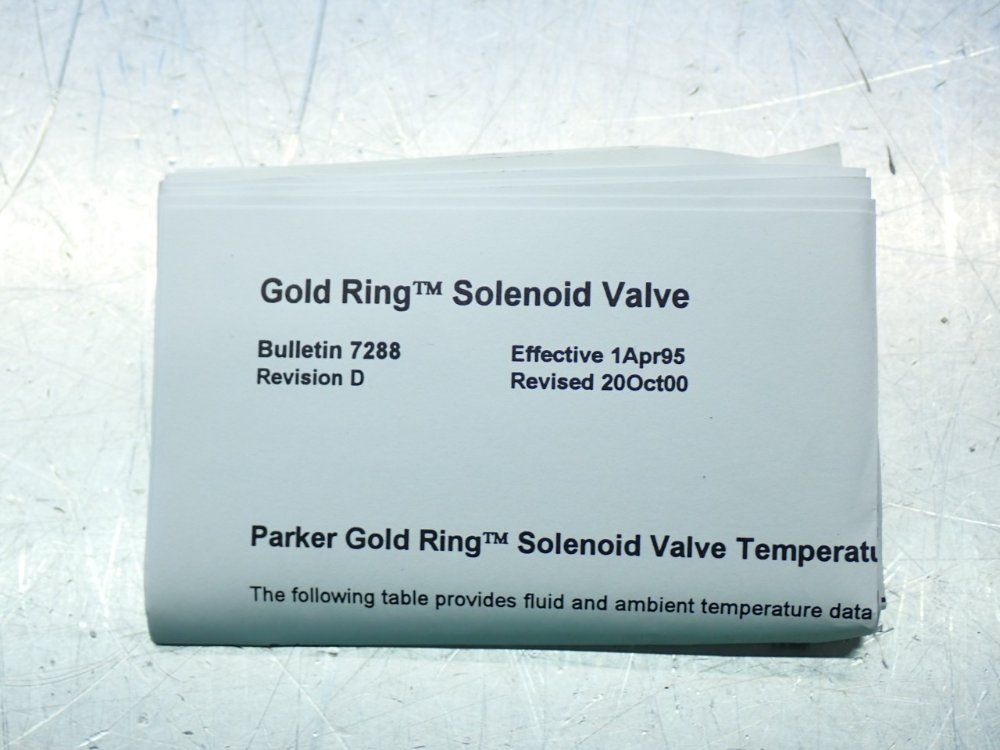 Gold Ring™ Solenoid Valve
Bulletin 7288
Effective 1Apr95
Revision D
Revised 20Oct00
Parker Gold Ring™ Solenoid Valve
The following table provides fluid and ambient temperature data